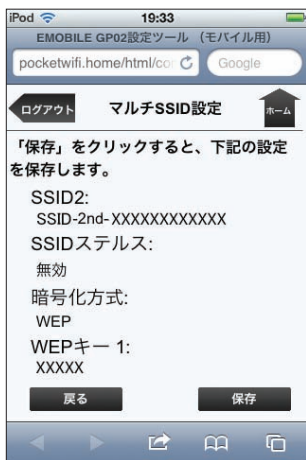 iPod 19:33
EMOBILE GP02設定ツール （モバイル用）
pocketwifi.home/html/co Google
ログアウト マルチSSID設定 ホーム
「保存」をクリックすると、下記の設定
を保存します。
SSID2:
SSID-2nd-XXXXXXXXXXXX
SSIDステルス:
無効
暗号化方式:
WEP
WEPキー 1:
XXXXX
戻る 保存